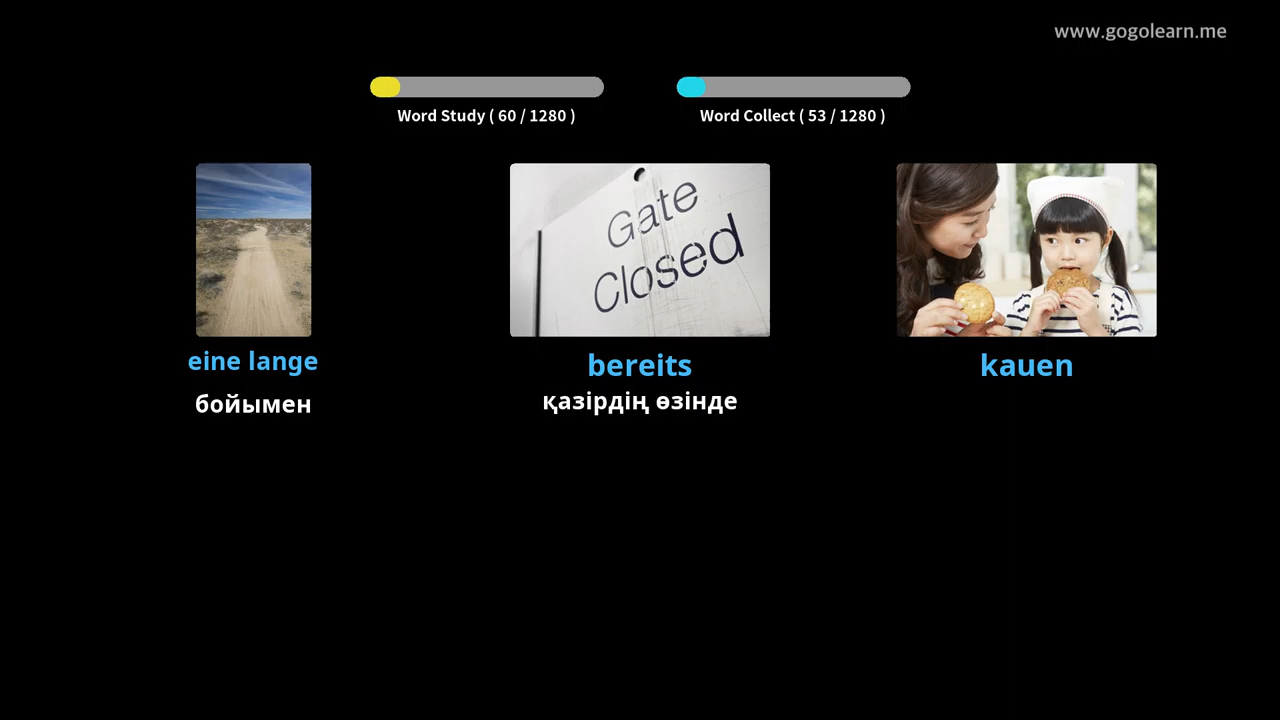 www.gogolearn.me
Word Study ( 60 / 1280 )
Word Collect ( 53 / 1280 )
Gate
Closed
eine lange
бойымен
bereits
қазірдің өзінде
kauen